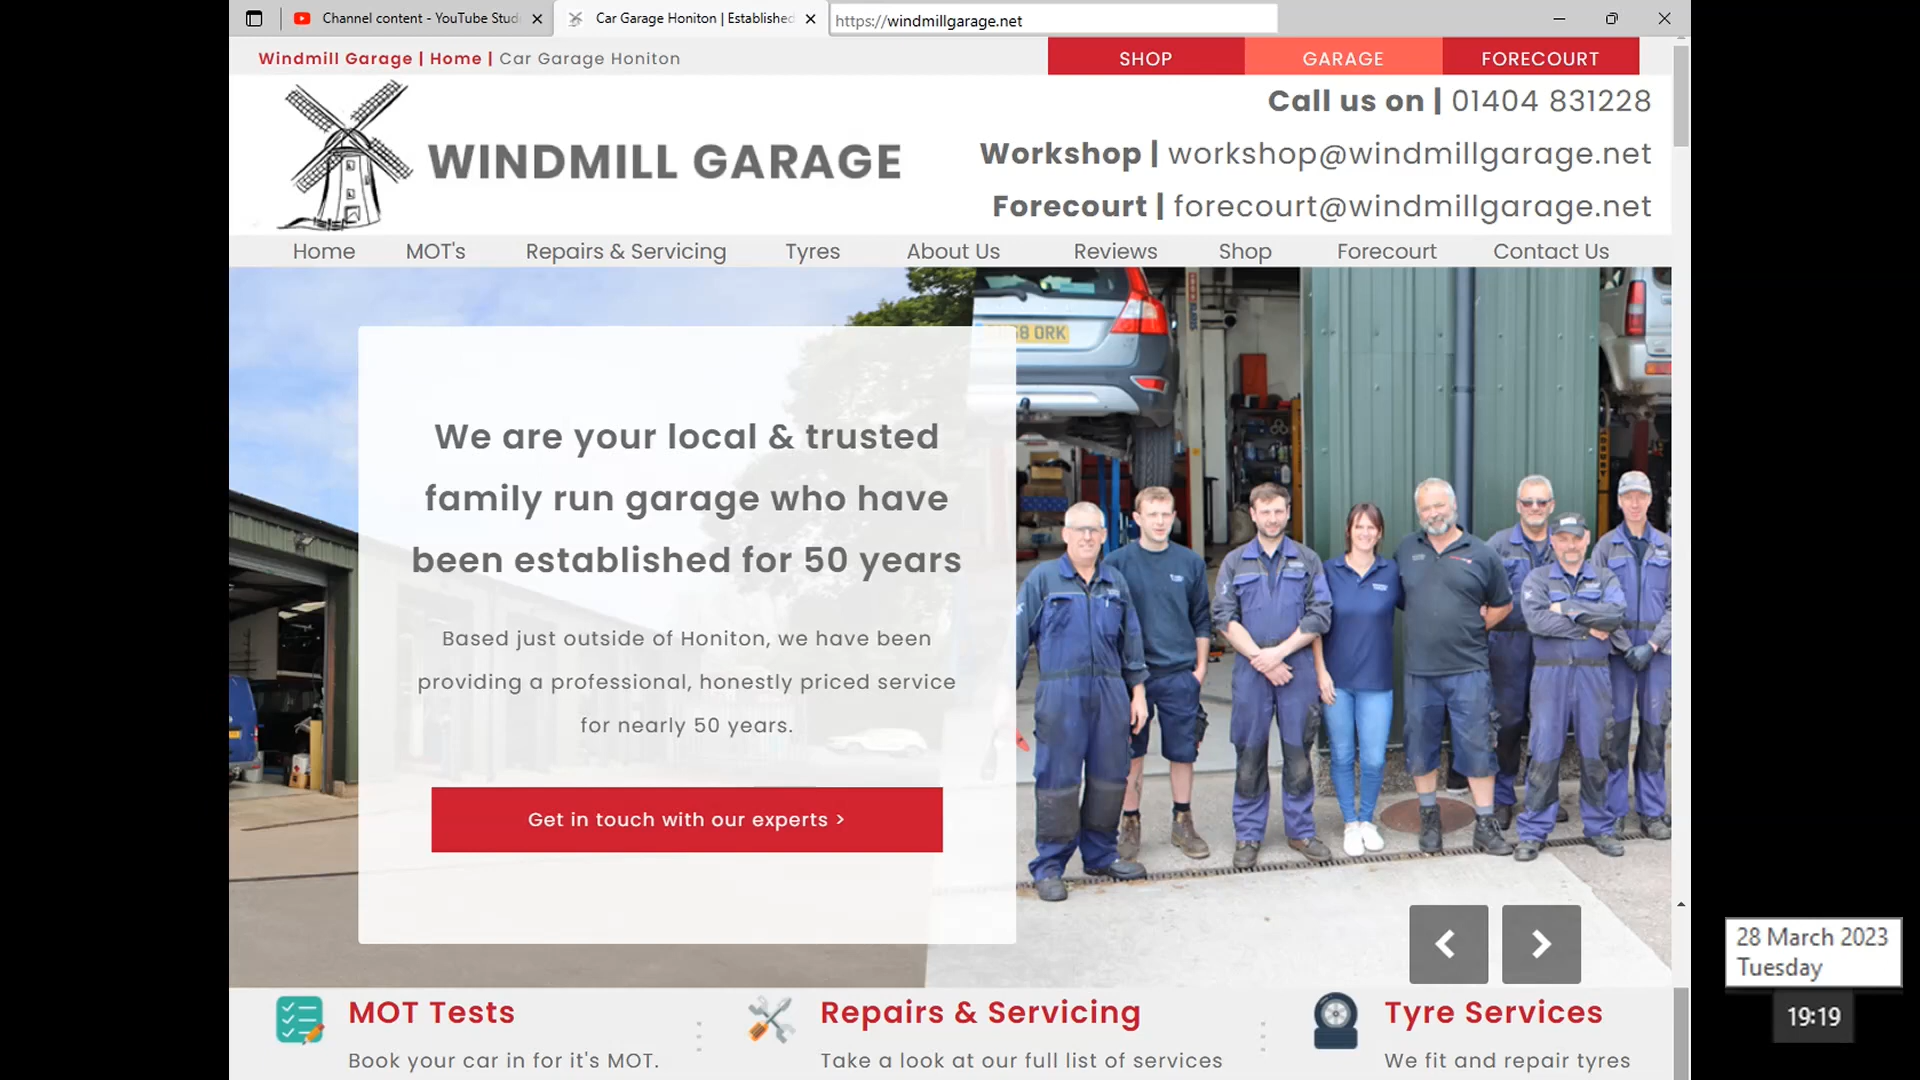 Channel content - YouTube Stud
Car Garage Honiton | Established
https://windmillgarage.net
Windmill Garage | Home | Car Garage Honiton
SHOP
GARAGE
FORECOURT
WINDMILL GARAGE
Call us on | 01404 831228
Workshop | workshop@windmillgarage.net
Forecourt | forecourt@windmillgarage.net
Home
MOT's
Repairs & Servicing
Tyres
About Us
Reviews
Shop
Forecourt
Contact Us
We are your local & trusted
family run garage who have
been established for 50 years
Based just outside of Honiton, we have been
providing a professional, honestly priced service
for nearly 50 years.
Get in touch with our experts >
28 March 2023
Tuesday
19:19
MOT Tests
Book your car in for it's MOT.
Repairs & Servicing
Take a look at our full list of services
Tyre Services
We fit and repair tyres